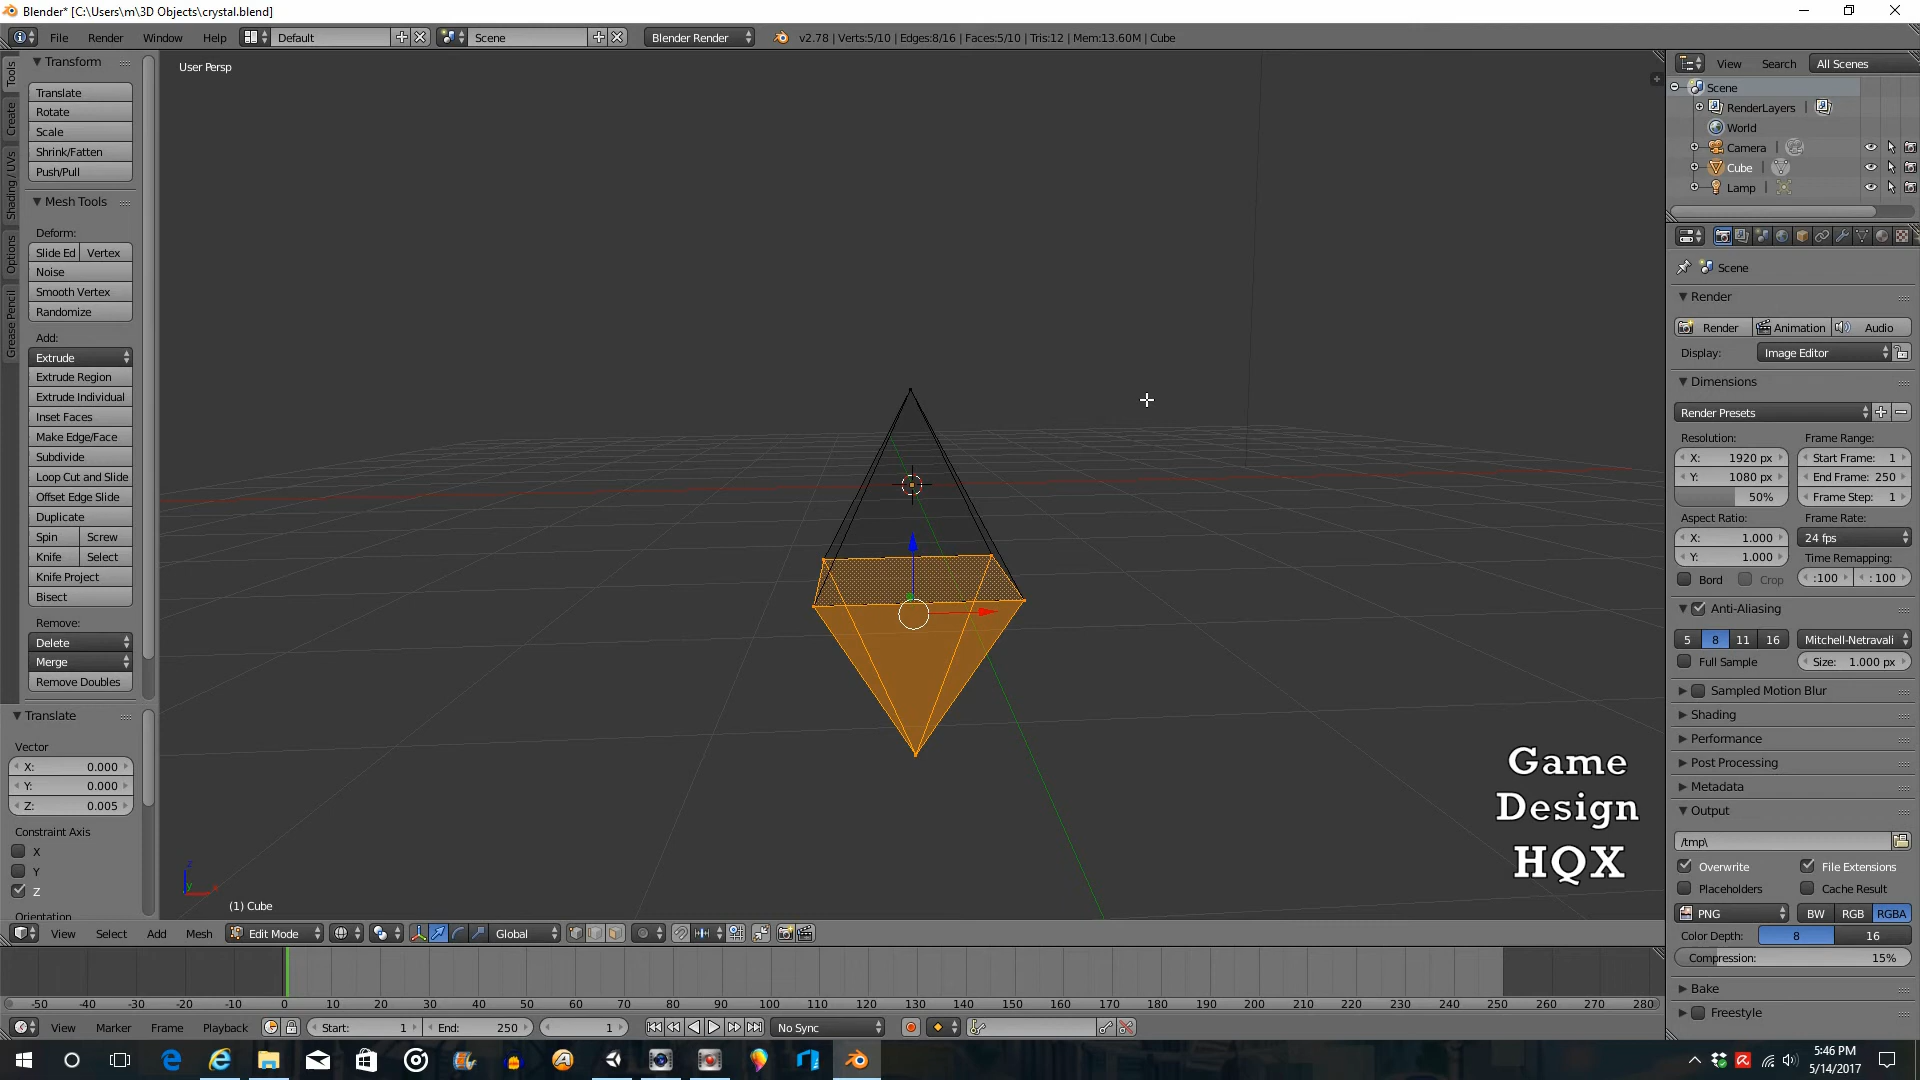 Blender* [C:\Users\m\3D Objects\crystal.blend]
File Render Window Help Default Scene Blender Render v2.78 | Verts:5/10 | Edges:8/16 | Faces:5/10 | Tris:12 | Mem:13.60M | Cube
Tools
Create
Shading / UVs
Options
Grease Pencil
Transform
Translate
Rotate
Scale
Shrink/Fatten
Push/Pull
Mesh Tools
Deform:
Slide Ed Vertex
Noise
Smooth Vertex
Randomize
Add:
Extrude
Extrude Region
Extrude Individual
Inset Faces
Make Edge/Face
Subdivide
Loop Cut and Slide
Offset Edge Slide
Duplicate
Spin Screw
Knife Select
Knife Project
Bisect
Remove:
Delete
Merge
Remove Doubles
Translate
Vector
X: 0.000
Y: 0.000
Z: 0.005
Constraint Axis
X
Y
Z
Orientation
User Persp
z
y
x
(1) Cube
Game
Design
HQX
View Select Add Mesh Edit Mode Global
View Search All Scenes
Scene
RenderLayers
World
Camera
Cube
Lamp
Scene
Render
Render Animation Audio
Display: Image Editor
Dimensions
Render Presets
Resolution: Frame Range:
X: 1920 px Start Frame: 1
Y: 1080 px End Frame: 250
50% Frame Step: 1
Aspect Ratio: Frame Rate:
X: 1.000 24 fps
Y: 1.000 Time Remapping:
Bord Crop :100 : 100
Anti-Aliasing
5 8 11 16 Mitchell-Netravali
Full Sample Size: 1.000 px
Sampled Motion Blur
Shading
Performance
Post Processing
Metadata
Output
/tmp\
Overwrite File Extensions
Placeholders Cache Result
PNG BW RGB RGBA
Color Depth: 8 16
Compression: 15%
Bake
Freestyle
-50 -40 -30 -20 -10 0 10 20 30 40 50 60 70 80 90 100 110 120 130 140 150 160 170 180 190 200 210 220 230 240 250 260 270 280
View Marker Frame Playback Start: 1 End: 250 1 No Sync
5:46 PM
5/14/2017